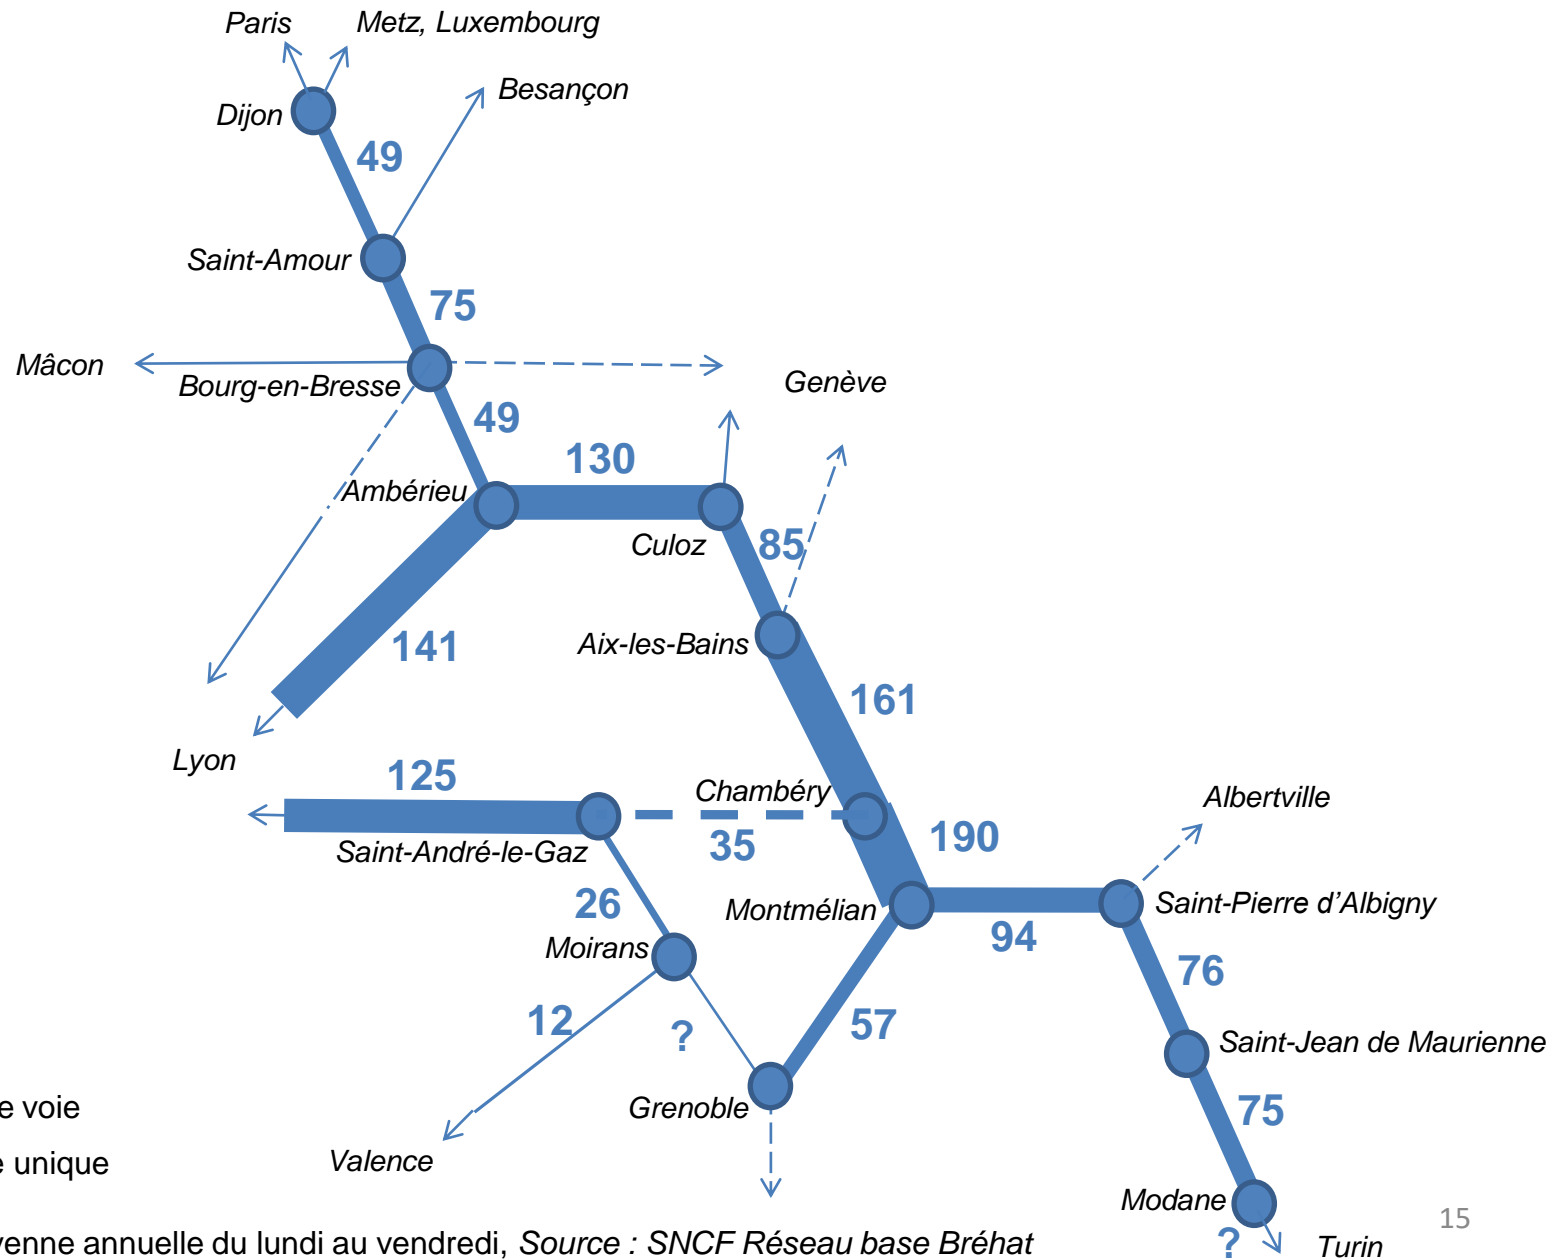 Paris
Metz, Luxembourg
Besançon
Dijon
49
Saint-Amour
75
Mâcon
Bourg-en-Bresse
Genève
49
130
Ambérieu
Culoz
85
141
Aix-les-Bains
161
Lyon
125
Chambéry
Albertville
Saint-André-le-Gaz
35
190
26
Montmélian
Saint-Pierre d’Albigny
94
Moirans
76
12
?
57
Saint-Jean de Maurienne
Grenoble
75
e voie
Valence
e unique
Modane
?
Turin
15
yenne annuelle du lundi au vendredi, Source : SNCF Réseau base Bréhat